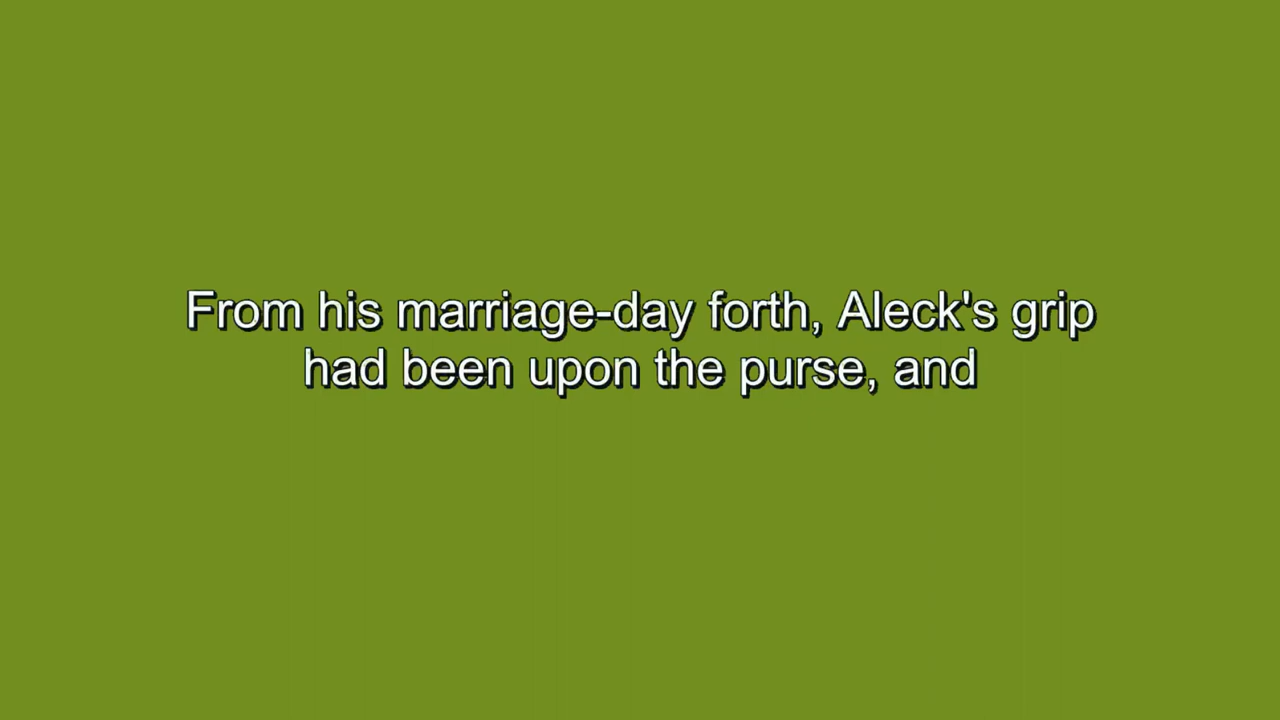 From his marriage-day forth, Aleck's grip
had been upon the purse, and